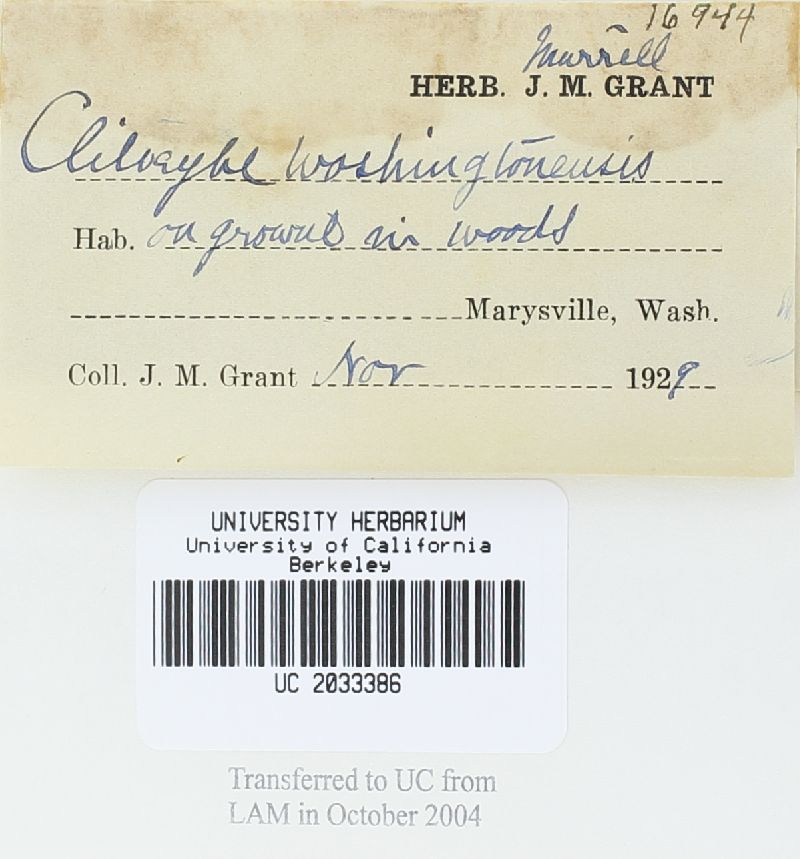 16944
Murrell
HERB. J. M. GRANT
Clitocybe washingtonensis
Hab. on ground in woods
Marysville, Wash.
Coll. J. M. Grant Nov 1929
UNIVERSITY HERBARIUM
University of California
Berkeley
UC 2033386
Transferred to UC from
LAM in October 2004